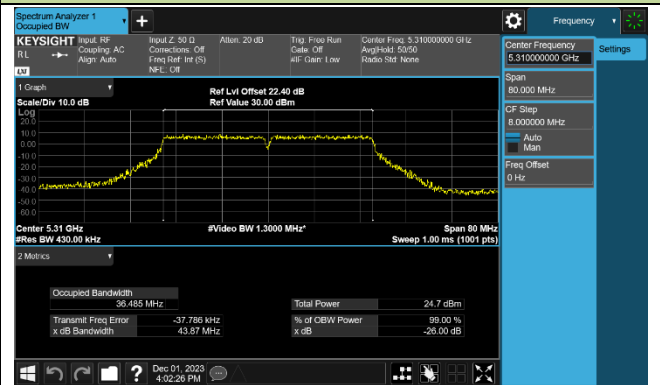 Spectrum Analyzer 1
Occupied BW
Frequency
KEYSIGHT
RL
LXI
Input: RF
Coupling: AC
Align: Auto
Input Z: 50 Ω
Corrections: Off
Freq Ref: Int (S)
NFE: Off
Atten: 20 dB
Trig: Free Run
Gate: Off
#IF Gain: Low
Center Freq: 5.310000000 GHz
Avg|Hold: 50/50
Radio Std: None
Center Frequency
5.310000000 GHz
Settings
Span
80.000 MHz
CF Step
8.000000 MHz
Auto
Man
Freq Offset
0 Hz
1 Graph
Scale/Div 10.0 dB
Ref Lvl Offset 22.40 dB
Ref Value 30.00 dBm
Log
20.0
10.0
0.00
-10.0
-20.0
-30.0
-40.0
-50.0
-60.0
Center 5.31 GHz
#Res BW 430.00 kHz
#Video BW 1.3000 MHz*
Span 80 MHz
Sweep 1.00 ms (1001 pts)
2 Metrics
Occupied Bandwidth
36.485 MHz
Total Power 24.7 dBm
Transmit Freq Error -37.786 kHz
% of OBW Power 99.00 %
x dB Bandwidth 43.87 MHz
x dB -26.00 dB
?
Dec 01, 2023
4:02:26 PM